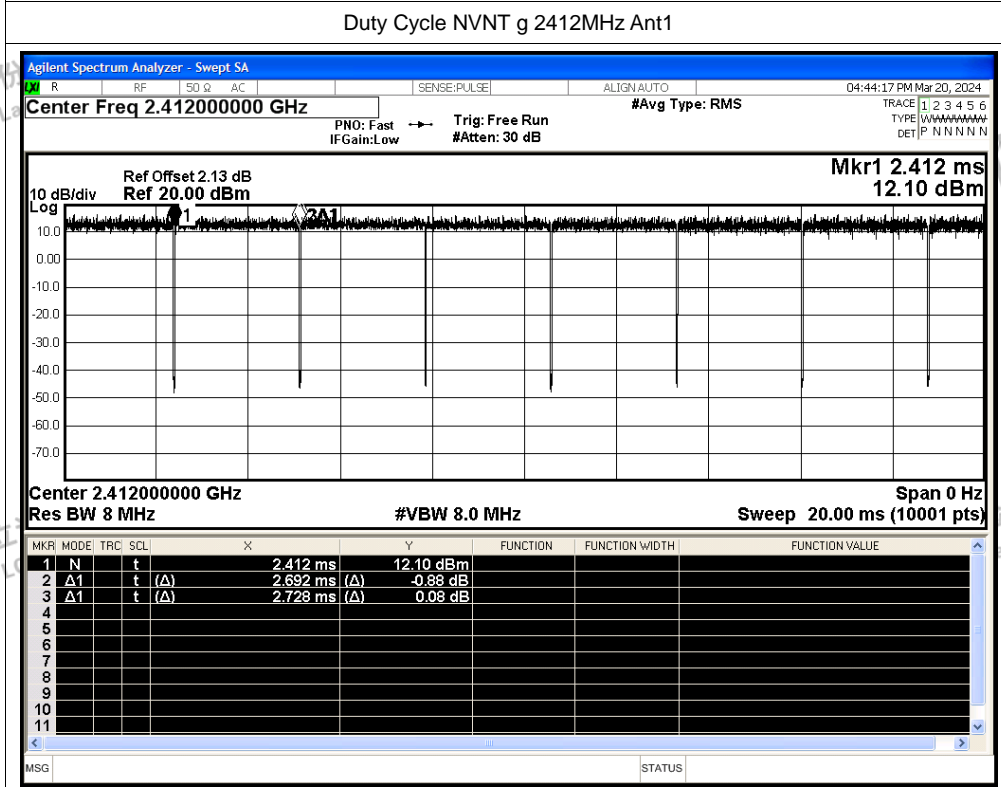 Duty Cycle NVNT g 2412MHz Ant1
Agilent Spectrum Analyzer - Swept SA
LXI R RF 50 Ω AC SENSE:PULSE ALIGN AUTO 04:44:17 PM Mar 20, 2024
Center Freq 2.412000000 GHz #Avg Type: RMS TRACE 1 2 3 4 5 6
PNO: Fast Trig: Free Run TYPE WWWWWW
IFGain:Low #Atten: 30 dB DET P N N N N N
Mkr1 2.412 ms
Ref Offset 2.13 dB
10 dB/div Ref 20.00 dBm 12.10 dBm
Log
1 2Δ1
10.0
0.00
-10.0
-20.0
-30.0
-40.0
-50.0
-60.0
-70.0
Center 2.412000000 GHz Span 0 Hz
Res BW 8 MHz #VBW 8.0 MHz Sweep 20.00 ms (10001 pts)
MKR MODE TRC SCL X Y FUNCTION FUNCTION WIDTH FUNCTION VALUE
1 N t 2.412 ms 12.10 dBm
2 Δ1 t (Δ) 2.692 ms (Δ) -0.88 dB
3 Δ1 t (Δ) 2.728 ms (Δ) 0.08 dB
4
5
6
7
8
9
10
11
MSG STATUS